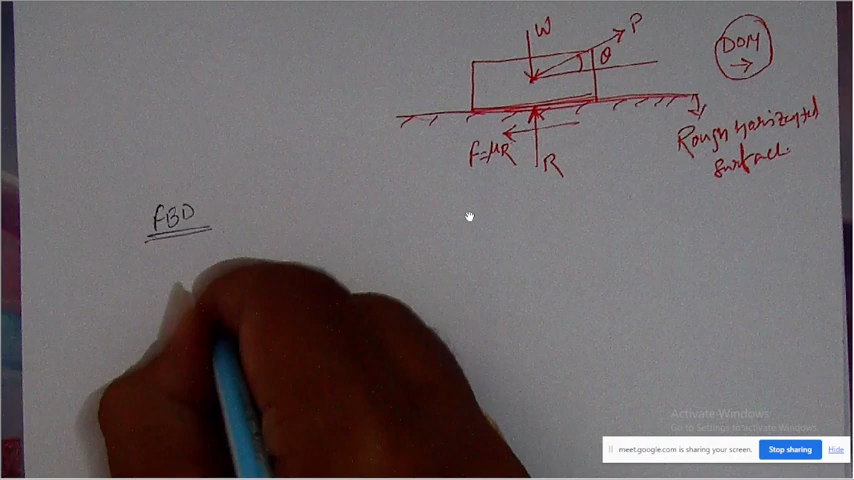 W
P
θ
DOM
→
Rough horizontal
surface.
F=μR
R
FBD
Activate Windows
Go to Settings to activate Windows.
meet.google.com is sharing your screen.
Stop sharing
Hide